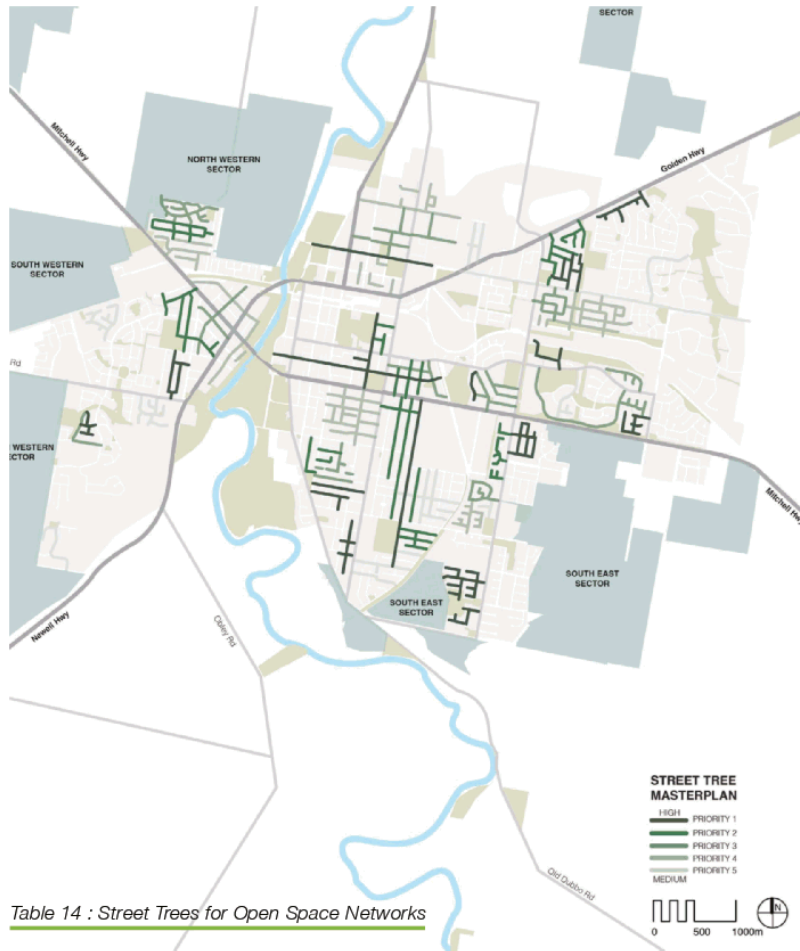 SECTOR
Mitchell Hwy
Golden Hwy
NORTH WESTERN
SECTOR
SOUTH WESTERN
SECTOR
Rd
WESTERN
SECTOR
Mitchell Hwy
SOUTH EAST
SECTOR
SOUTH EAST
SECTOR
Newell Hwy
Obley Rd
Old Dubbo Rd
STREET TREE
MASTERPLAN
HIGH
PRIORITY 1
PRIORITY 2
PRIORITY 3
PRIORITY 4
PRIORITY 5
MEDIUM
N
0 500 1000m
Table 14 : Street Trees for Open Space Networks